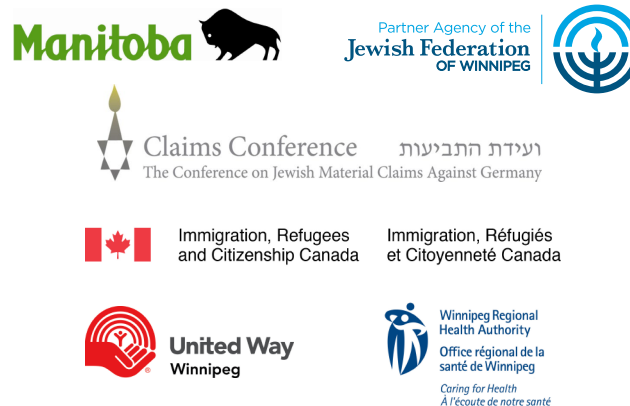 Manitoba
Partner Agency of the
Jewish Federation
OF WINNIPEG
Claims Conference ועידת התביעות
The Conference on Jewish Material Claims Against Germany
Immigration, Refugees
and Citizenship Canada
Immigration, Réfugiés
et Citoyenneté Canada
United Way
Winnipeg
Winnipeg Regional
Health Authority
Office régional de la
santé de Winnipeg
Caring for Health
À l'écoute de notre santé